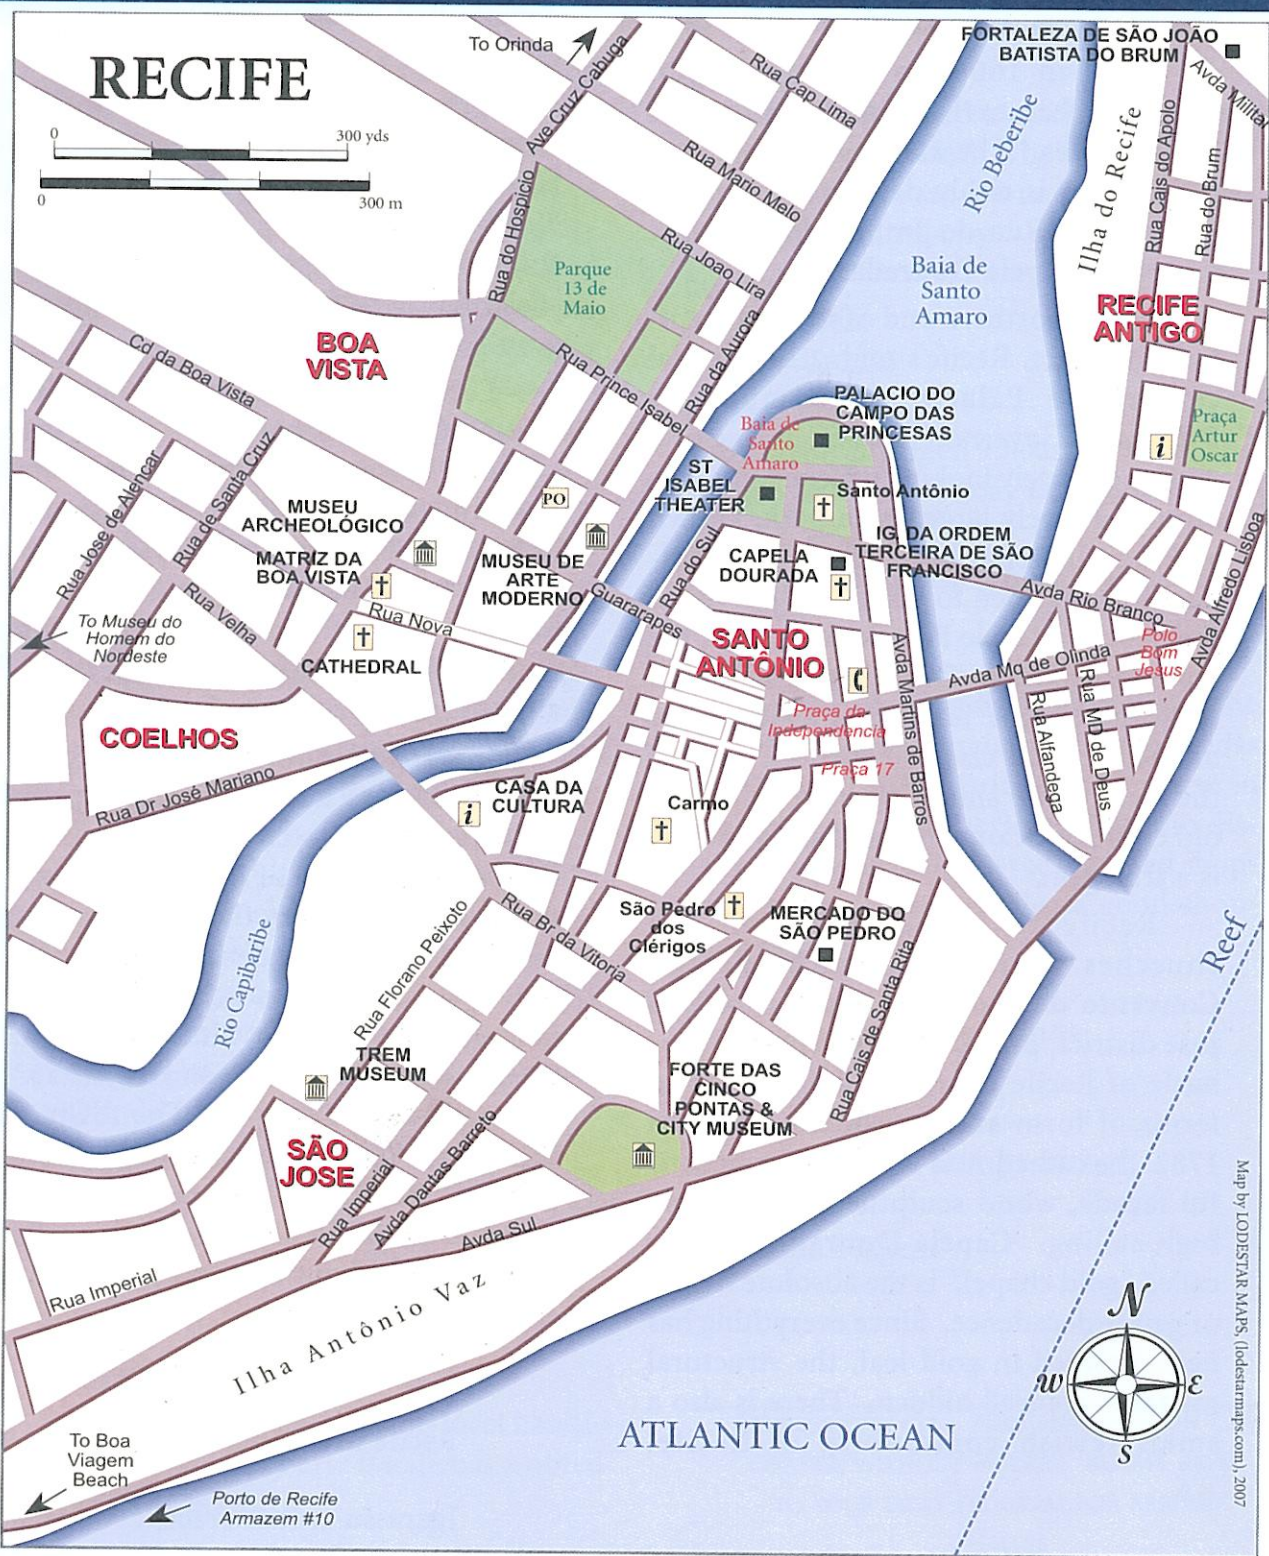 RECIFE
0
300 yds
0
300 m
To Orinda
Ave Cruz Cabuga
Rua Cap Lima
Rua Mario Melo
Rua Joao Lira
Rua do Hospicio
Parque
13 de
Maio
Rua da Aurora
Rua Prince Isabel
FORTALEZA DE SÃO JOÃO
BATISTA DO BRUM
Avda Militar
Rio Beberibe
Ilha do Recife
Rua Cais do Apolo
Rua do Brum
Baia de
Santo
Amaro
RECIFE
ANTIGO
BOA
VISTA
Cd da Boa Vista
PALACIO DO
CAMPO DAS
PRINCESAS
Baia de
Santo
Amaro
Praça
Artur
Oscar
i
ST
ISABEL
THEATER
Santo Antônio
PO
Rua Jose de Alencar
Rua de Santa Cruz
MUSEU
ARCHEOLÓGICO
MATRIZ DA
BOA VISTA
MUSEU DE
ARTE
MODERNO
Guararapes
Rua do Sul
CAPELA
DOURADA
IG. DA ORDEM
TERCEIRA DE SÃO
FRANCISCO
Avda Rio Branco
Avda Alfredo Lisboa
Rua Velha
Rua Nova
CATHEDRAL
To Museu do
Homem do
Nordeste
SANTO
ANTÔNIO
Avda Martins de Barros
Avda Mq de Olinda
Polo
Bom
Jesus
Rua Alfandega
Rua MD de Deus
Praça da
Independencia
Praça 17
COELHOS
Rua Dr José Mariano
CASA DA
CULTURA
i
Carmo
Rua Br da Vitoria
São Pedro
dos
Clérigos
MERCADO DO
SÃO PEDRO
Rua Cais de Santa Rita
Rio Capibaribe
Rua Florano Peixoto
TREM
MUSEUM
FORTE DAS
CINCO
PONTAS &
CITY MUSEUM
Reef
SÃO
JOSE
Rua Imperial
Avda Dantas Barreto
Avda Sul
Rua Imperial
Ilha Antônio Vaz
To Boa
Viagem
Beach
Porto de Recife
Armazem #10
ATLANTIC OCEAN
N
W
E
S
Map by LODESTAR MAPS, (lodestarmaps.com), 2007